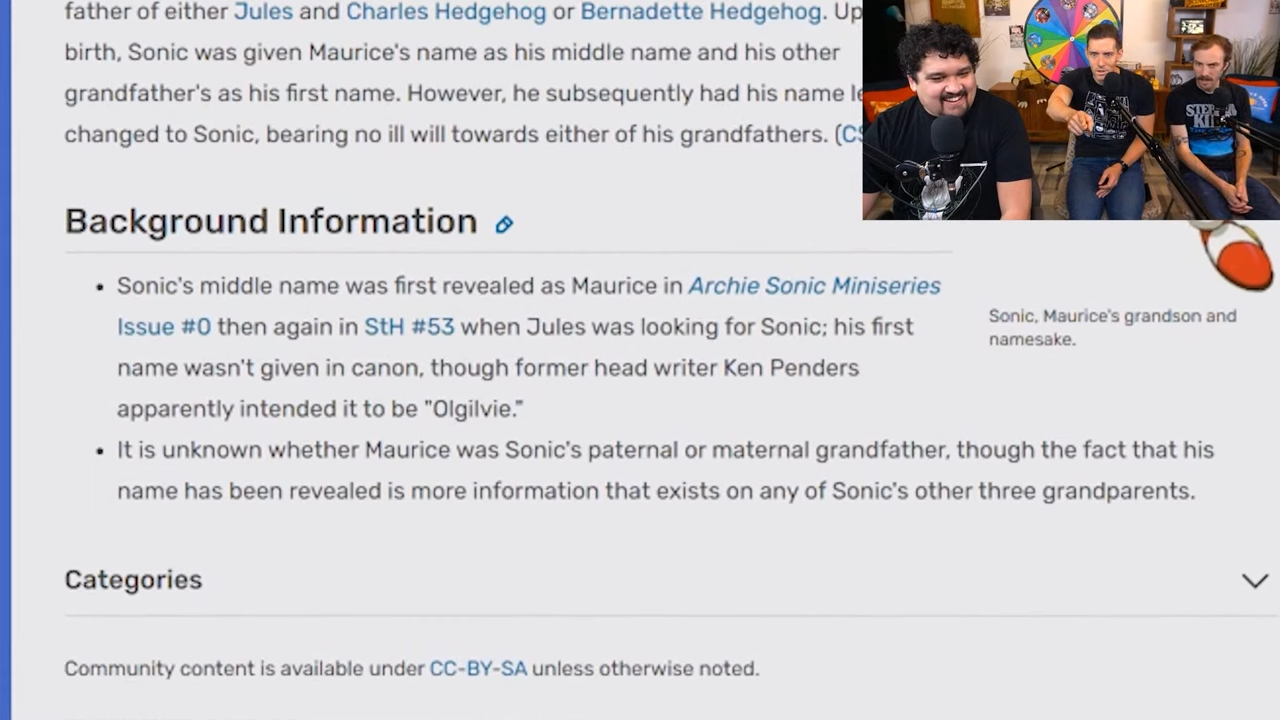 father of either Jules and Charles Hedgehog or Bernadette Hedgehog. Up
birth, Sonic was given Maurice's name as his middle name and his other
grandfather's as his first name. However, he subsequently had his name le
changed to Sonic, bearing no ill will towards either of his grandfathers. (CS
Background Information
• Sonic's middle name was first revealed as Maurice in Archie Sonic Miniseries
Issue #0 then again in StH #53 when Jules was looking for Sonic; his first
name wasn't given in canon, though former head writer Ken Penders
apparently intended it to be "Olgilvie."
• It is unknown whether Maurice was Sonic's paternal or maternal grandfather, though the fact that his
name has been revealed is more information that exists on any of Sonic's other three grandparents.
Sonic, Maurice's grandson and
namesake.
Categories
Community content is available under CC-BY-SA unless otherwise noted.